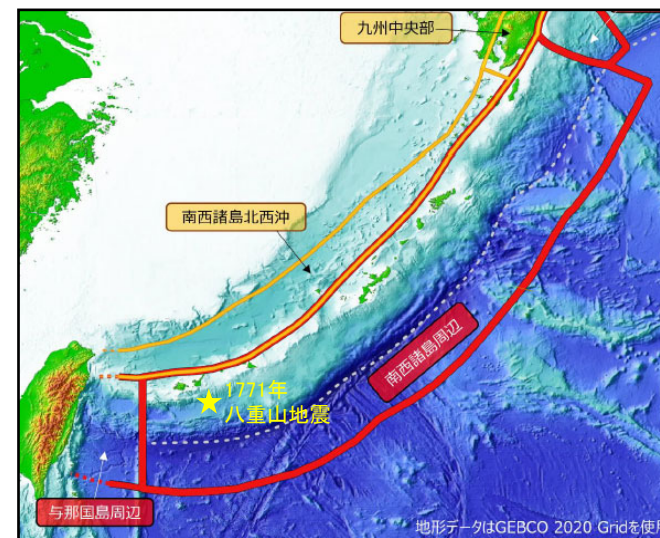 九州中央部
南西諸島北西沖
南西諸島周辺
1771年
八重山地震
与那国島周辺
地形データはGEBCO 2020 Gridを使用